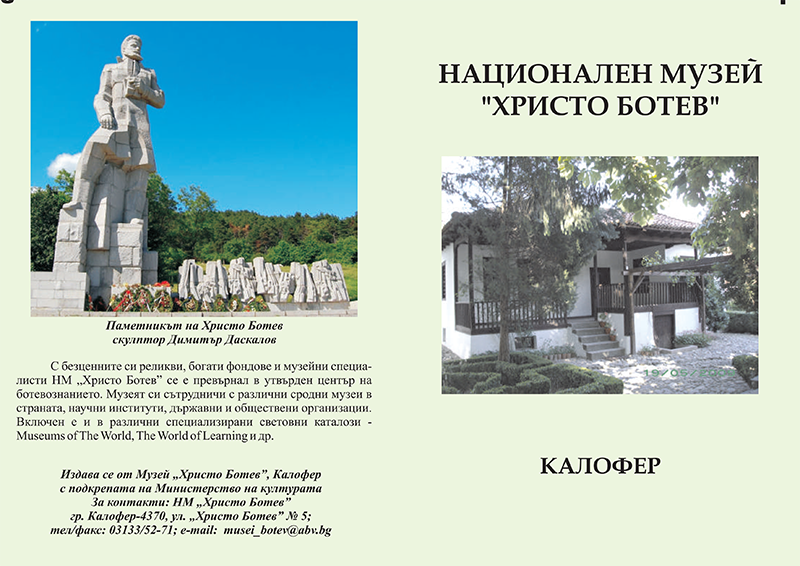 Паметникът на Христо Ботев
скулптор Димитър Даскалов
С безценните си реликви, богати фондове и музейни специа-
листи НМ „Христо Ботев” се е превърнал в утвърден център на
ботевознанието. Музеят си сътрудничи с различни сродни музеи в
страната, научни институти, държавни и обществени организации.
Включен е и в различни специализирани световни каталози -
Museums of The World, The World of Learning и др.
Издава се от Музей „Христо Ботев”, Калофер
с подкрепата на Министерство на културата
За контакти: НМ „Христо Ботев”
гр. Калофер-4370, ул. „Христо Ботев” № 5;
тел/факс: 03133/52-71; e-mail: musei_botev@abv.bg
НАЦИОНАЛЕН МУЗЕЙ
"ХРИСТО БОТЕВ"
КАЛОФЕР